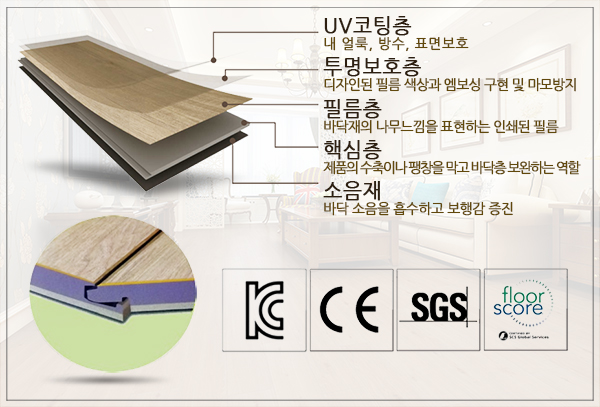 UV코팅층
내 얼룩, 방수, 표면보호
투명보호층
디자인된 필름 색상과 엠보싱 구현 및 마모방지
필름층
바닥재의 나무느낌을 표현하는 인쇄된 필름
핵심층
제품의 수축이나 팽창을 막고 바닥층 보완하는 역할
소음재
바닥 소음을 흡수하고 보행감 증진
KC
CE
SGS
floor
score
CERTIFIED BY
SCS Global Services